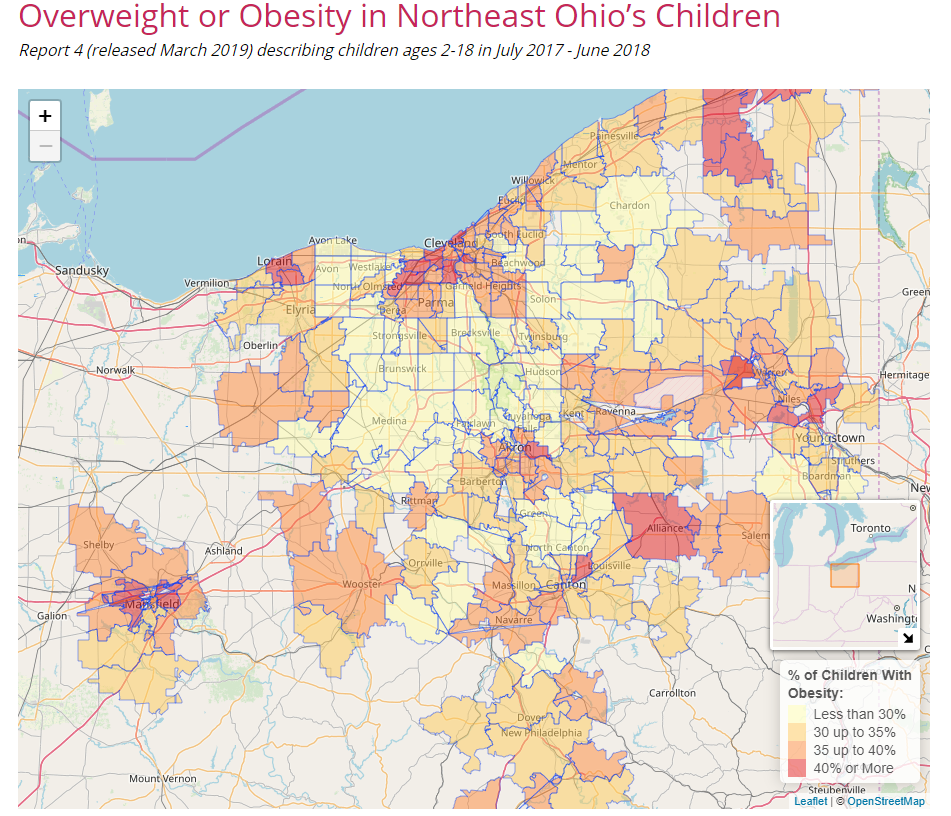 Overweight or Obesity in Northeast Ohio's Children
Report 4 (released March 2019) describing children ages 2-18 in July 2017 - June 2018
+
−
Painesville
Mentor
Willowick
Chardon
Euclid
South Euclid
Avon Lake
Cleveland
Sandusky
Lorain
Avon
Westlake
Beachwood
Vermilion
North Olmsted
Garfield Heights
Green
Elyria
Berea
Parma
Solon
Strongsville
Brecksville
Twinsburg
Oberlin
Norwalk
Brunswick
Hudson
Warren
Hermitage
Niles
Medina
Fairlawn
Cuyahoga
Falls
Kent
Ravenna
Akron
Youngstown
Struthers
Boardman
Barberton
New
Rittman
Green
Shelby
Ashland
North Canton
Alliance
Salem
Toronto
Orrville
Louisville
Wooster
Massillon
Canton
N
Mansfield
Galion
Navarre
Washingt
Carrollton
Dover
New Philadelphia
Mount Vernon
Steubenville
% of Children With
Obesity:
Less than 30%
30 up to 35%
35 up to 40%
40% or More
Leaflet | © OpenStreetMap